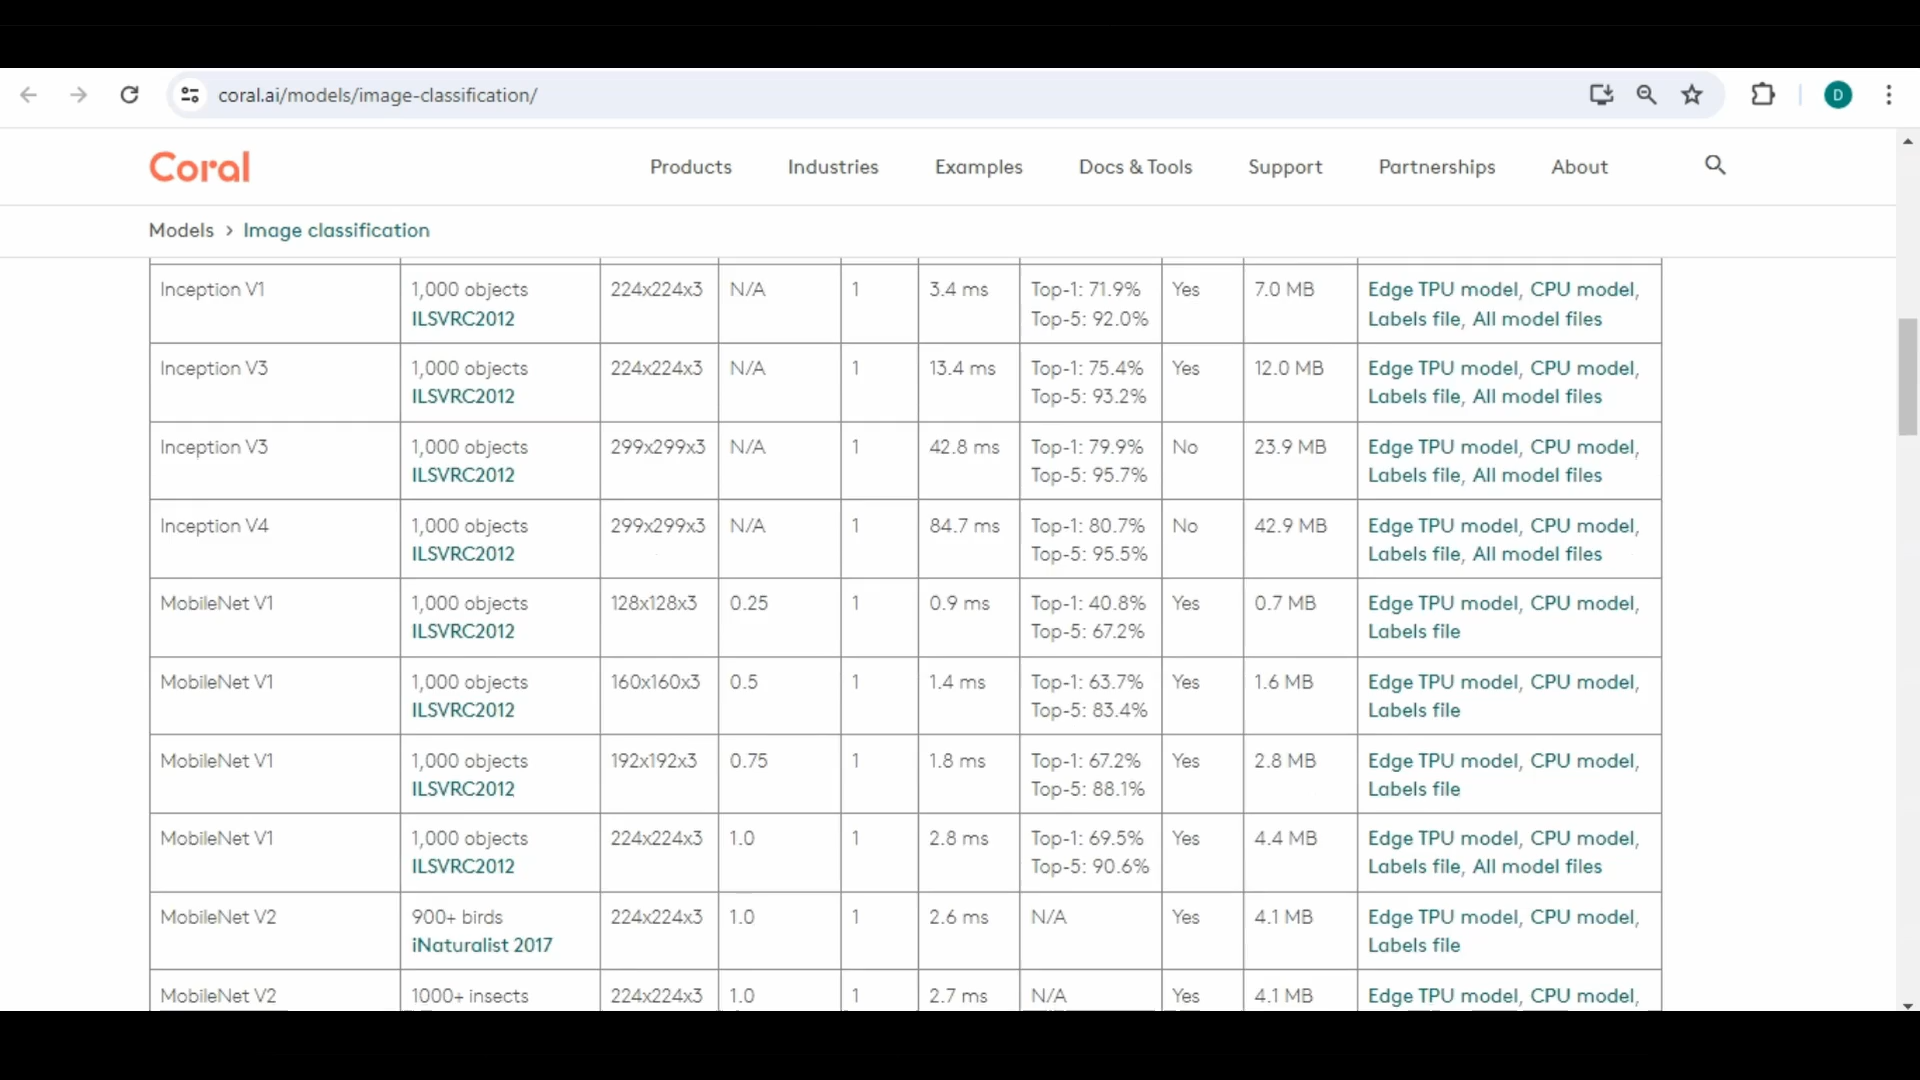 coral.ai/models/image-classification/
D
Coral
Products Industries Examples Docs & Tools Support Partnerships About
Models > Image classification
Inception V1 1,000 objects 224x224x3 N/A 1 3.4 ms Top-1: 71.9% Yes 7.0 MB Edge TPU model, CPU model,
ILSVRC2012 Top-5: 92.0% Labels file, All model files
Inception V3 1,000 objects 224x224x3 N/A 1 13.4 ms Top-1: 75.4% Yes 12.0 MB Edge TPU model, CPU model,
ILSVRC2012 Top-5: 93.2% Labels file, All model files
Inception V3 1,000 objects 299x299x3 N/A 1 42.8 ms Top-1: 79.9% No 23.9 MB Edge TPU model, CPU model,
ILSVRC2012 Top-5: 95.7% Labels file, All model files
Inception V4 1,000 objects 299x299x3 N/A 1 84.7 ms Top-1: 80.7% No 42.9 MB Edge TPU model, CPU model,
ILSVRC2012 Top-5: 95.5% Labels file, All model files
MobileNet V1 1,000 objects 128x128x3 0.25 1 0.9 ms Top-1: 40.8% Yes 0.7 MB Edge TPU model, CPU model,
ILSVRC2012 Top-5: 67.2% Labels file
MobileNet V1 1,000 objects 160x160x3 0.5 1 1.4 ms Top-1: 63.7% Yes 1.6 MB Edge TPU model, CPU model,
ILSVRC2012 Top-5: 83.4% Labels file
MobileNet V1 1,000 objects 192x192x3 0.75 1 1.8 ms Top-1: 67.2% Yes 2.8 MB Edge TPU model, CPU model,
ILSVRC2012 Top-5: 88.1% Labels file
MobileNet V1 1,000 objects 224x224x3 1.0 1 2.8 ms Top-1: 69.5% Yes 4.4 MB Edge TPU model, CPU model,
ILSVRC2012 Top-5: 90.6% Labels file, All model files
MobileNet V2 900+ birds 224x224x3 1.0 1 2.6 ms N/A Yes 4.1 MB Edge TPU model, CPU model,
iNaturalist 2017 Labels file
MobileNet V2 1000+ insects 224x224x3 1.0 1 2.7 ms N/A Yes 4.1 MB Edge TPU model, CPU model,